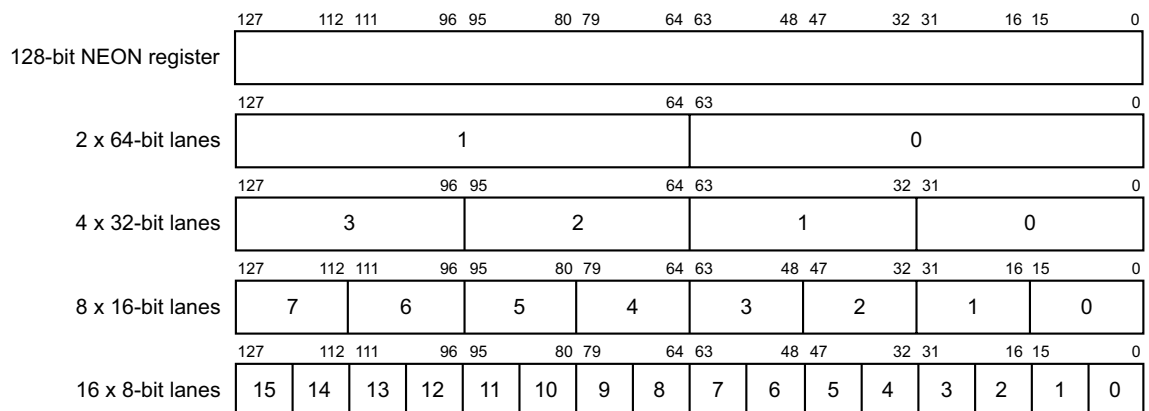 127 112 111 96 95 80 79 64 63 48 47 32 31 16 15 0
128-bit NEON register
127 64 63 0
2 x 64-bit lanes 1 0
127 96 95 64 63 32 31 0
4 x 32-bit lanes 3 2 1 0
127 112 111 96 95 80 79 64 63 48 47 32 31 16 15 0
8 x 16-bit lanes 7 6 5 4 3 2 1 0
127 112 111 96 95 80 79 64 63 48 47 32 31 16 15 0
16 x 8-bit lanes 15 14 13 12 11 10 9 8 7 6 5 4 3 2 1 0